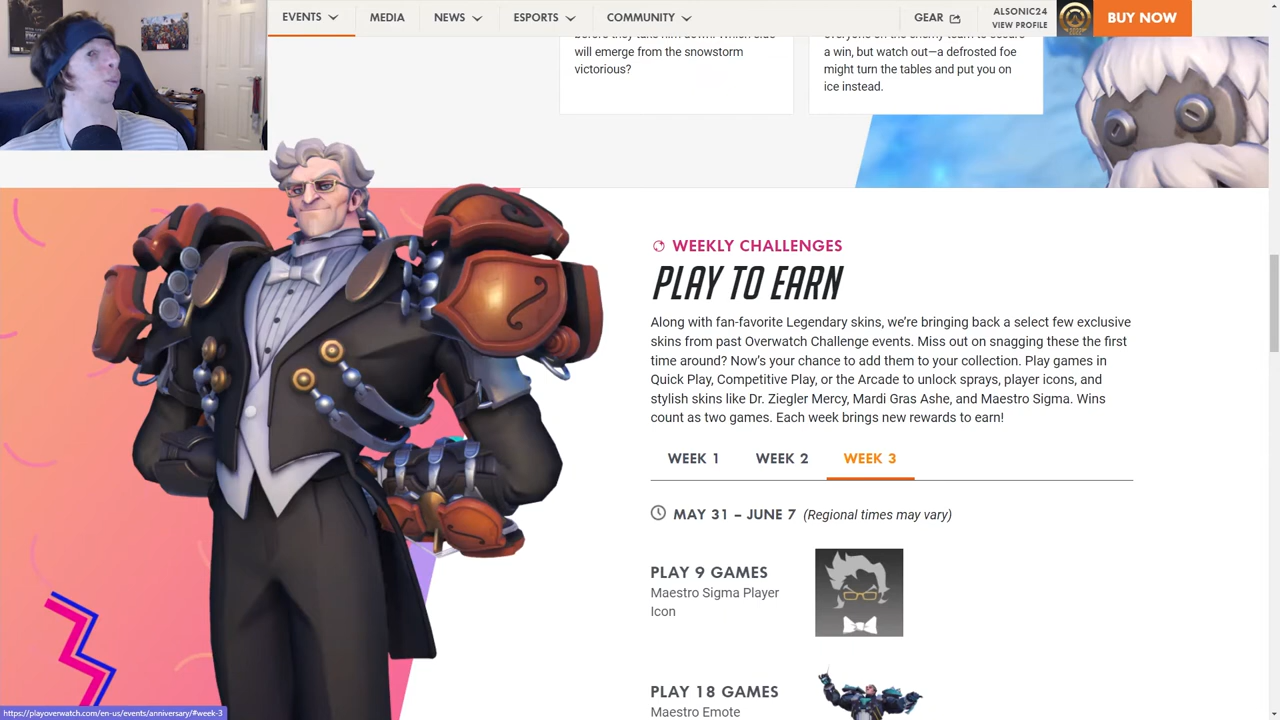 EVENTS
MEDIA
NEWS
ESPORTS
COMMUNITY
GEAR
ALSONIC24
VIEW PROFILE
BUY NOW
will emerge from the snowstorm
victorious?
a win, but watch out—a defrosted foe
might turn the tables and put you on
ice instead.
WEEKLY CHALLENGES
PLAY TO EARN
Along with fan-favorite Legendary skins, we're bringing back a select few exclusive
skins from past Overwatch Challenge events. Miss out on snagging these the first
time around? Now's your chance to add them to your collection. Play games in
Quick Play, Competitive Play, or the Arcade to unlock sprays, player icons, and
stylish skins like Dr. Ziegler Mercy, Mardi Gras Ashe, and Maestro Sigma. Wins
count as two games. Each week brings new rewards to earn!
WEEK 1
WEEK 2
WEEK 3
MAY 31 – JUNE 7 (Regional times may vary)
PLAY 9 GAMES
Maestro Sigma Player
Icon
PLAY 18 GAMES
Maestro Emote
https://playoverwatch.com/en-us/events/anniversary/#week-3